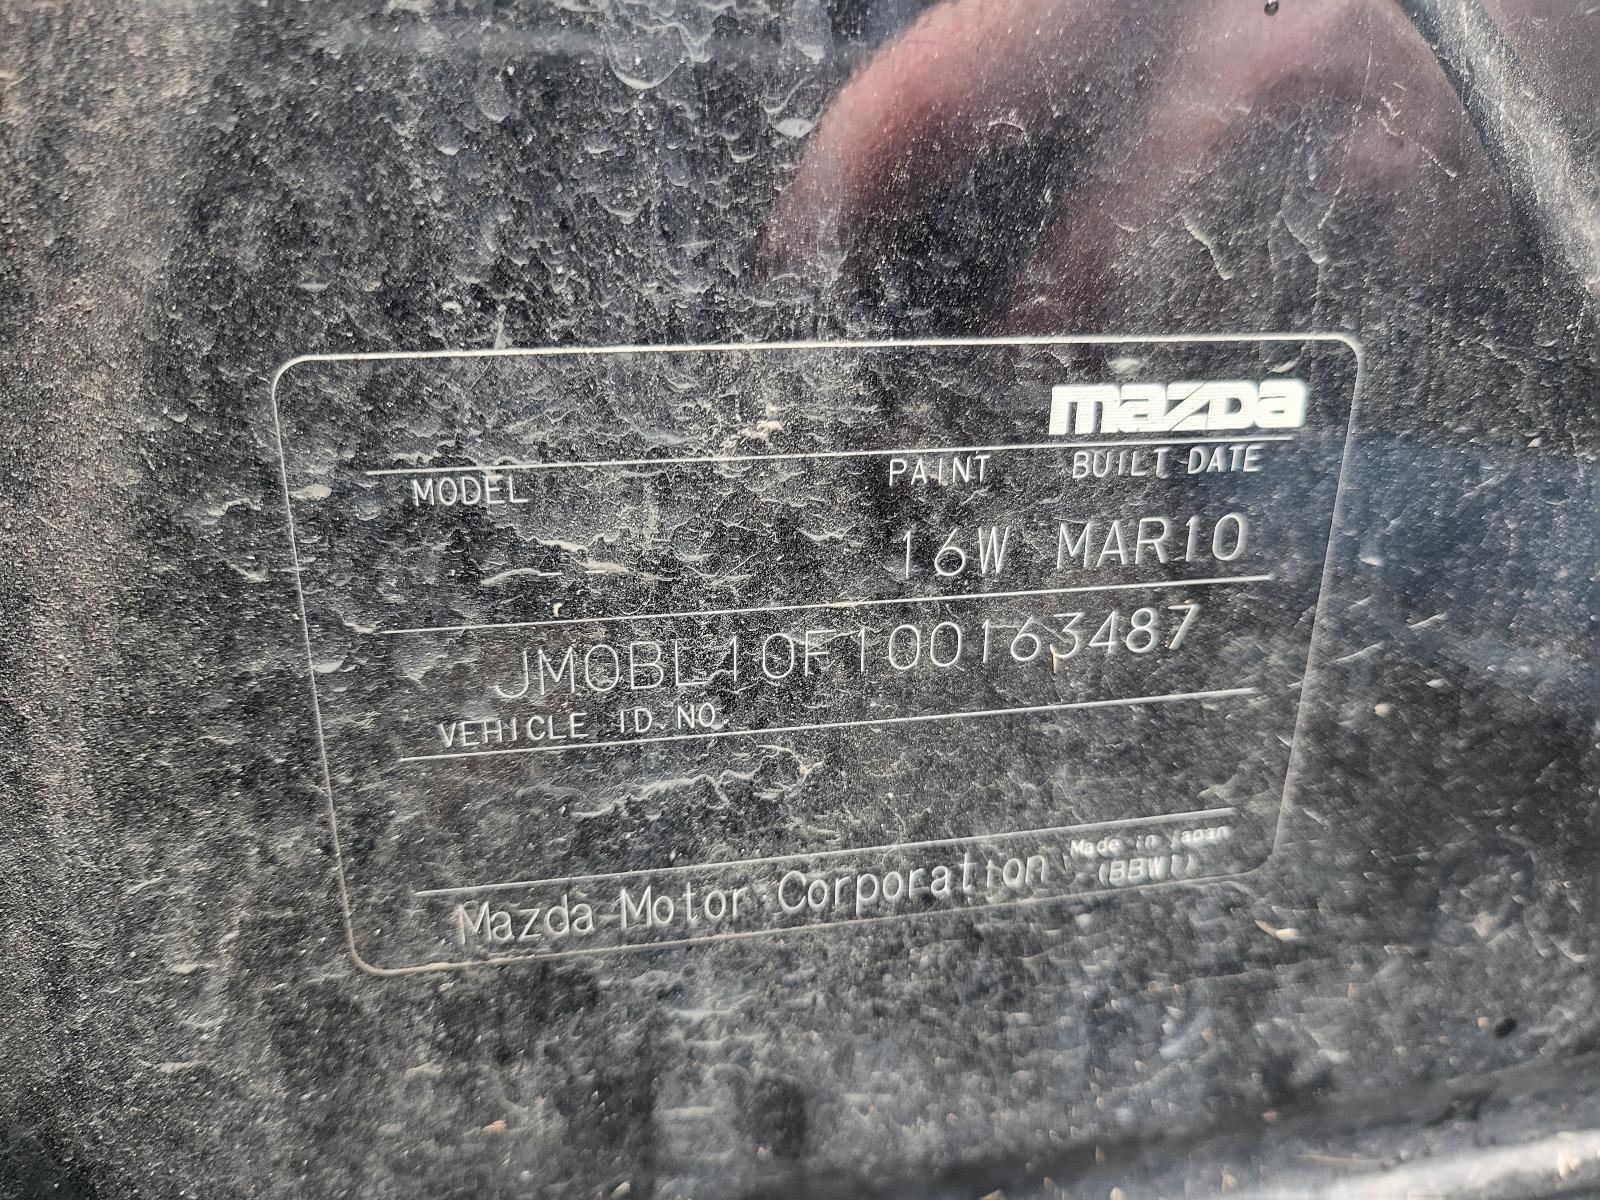 mazda
MODEL PAINT BUILT DATE
16W MAR10
JM0BL10F100163487
VEHICLE ID.NO.
Mazda Motor Corporation Made in Japan
(BBW1)